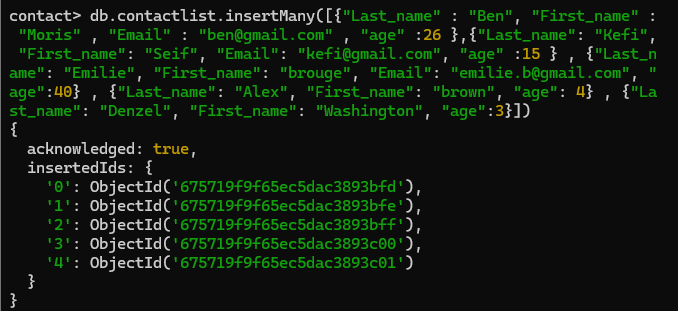 contact> db.contactlist.insertMany([{"Last_name" : "Ben", "First_name" :
 "Moris" , "Email" : "ben@gmail.com" , "age" :26 },{"Last_name": "Kefi",
 "First_name": "Seif", "Email": "kefi@gmail.com", "age" :15 } , {"Last_n
ame": "Emilie", "First_name": "brouge", "Email": "emilie.b@gmail.com", "
age":40} , {"Last_name": "Alex", "First_name": "brown", "age": 4} , {"La
st_name": "Denzel", "First_name": "Washington", "age":3}])
{
  acknowledged: true,
  insertedIds: {
    '0': ObjectId('675719f9f65ec5dac3893bfd'),
    '1': ObjectId('675719f9f65ec5dac3893bfe'),
    '2': ObjectId('675719f9f65ec5dac3893bff'),
    '3': ObjectId('675719f9f65ec5dac3893c00'),
    '4': ObjectId('675719f9f65ec5dac3893c01')
  }
}